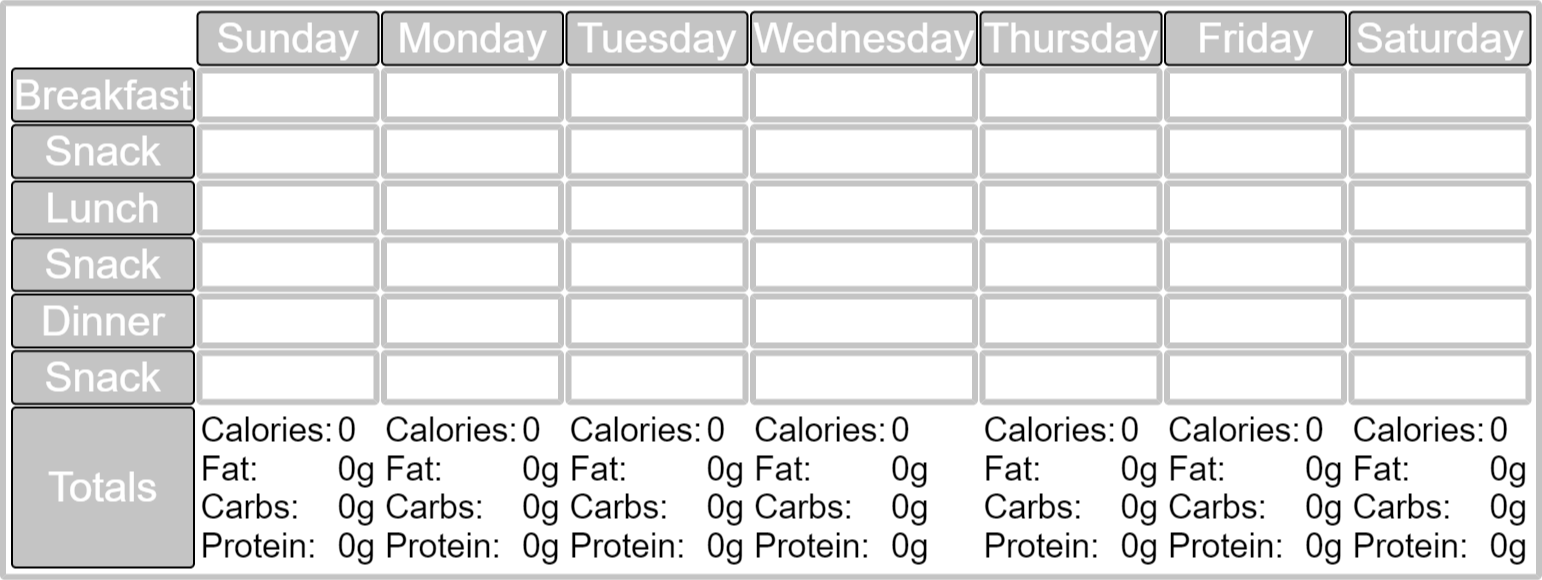 Sunday Monday Tuesday Wednesday Thursday Friday Saturday
Breakfast
Snack
Lunch
Snack
Dinner
Snack
Totals
Calories: 0 Calories: 0 Calories: 0 Calories: 0 Calories: 0 Calories: 0 Calories: 0
Fat: 0g Fat: 0g Fat: 0g Fat: 0g Fat: 0g Fat: 0g Fat: 0g
Carbs: 0g Carbs: 0g Carbs: 0g Carbs: 0g Carbs: 0g Carbs: 0g Carbs: 0g
Protein: 0g Protein: 0g Protein: 0g Protein: 0g Protein: 0g Protein: 0g Protein: 0g